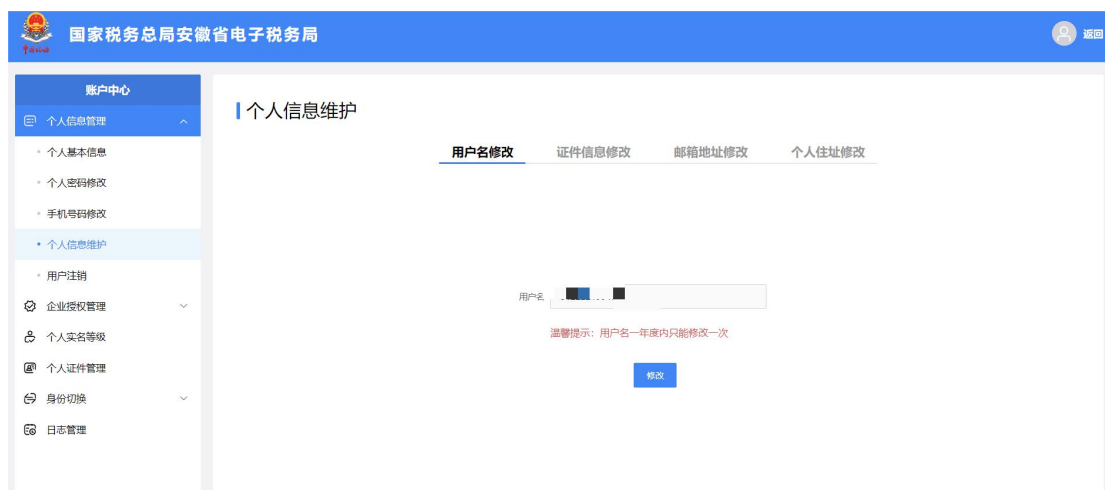 国家税务总局安徽省电子税务局
返回
账户中心
个人信息管理
个人基本信息
个人密码修改
手机号码修改
个人信息维护
用户注销
企业授权管理
个人实名等级
个人证件管理
身份切换
日志管理
个人信息维护
用户名修改 证件信息修改 邮箱地址修改 个人住址修改
用户名
温馨提示：用户名一年度内只能修改一次
修改